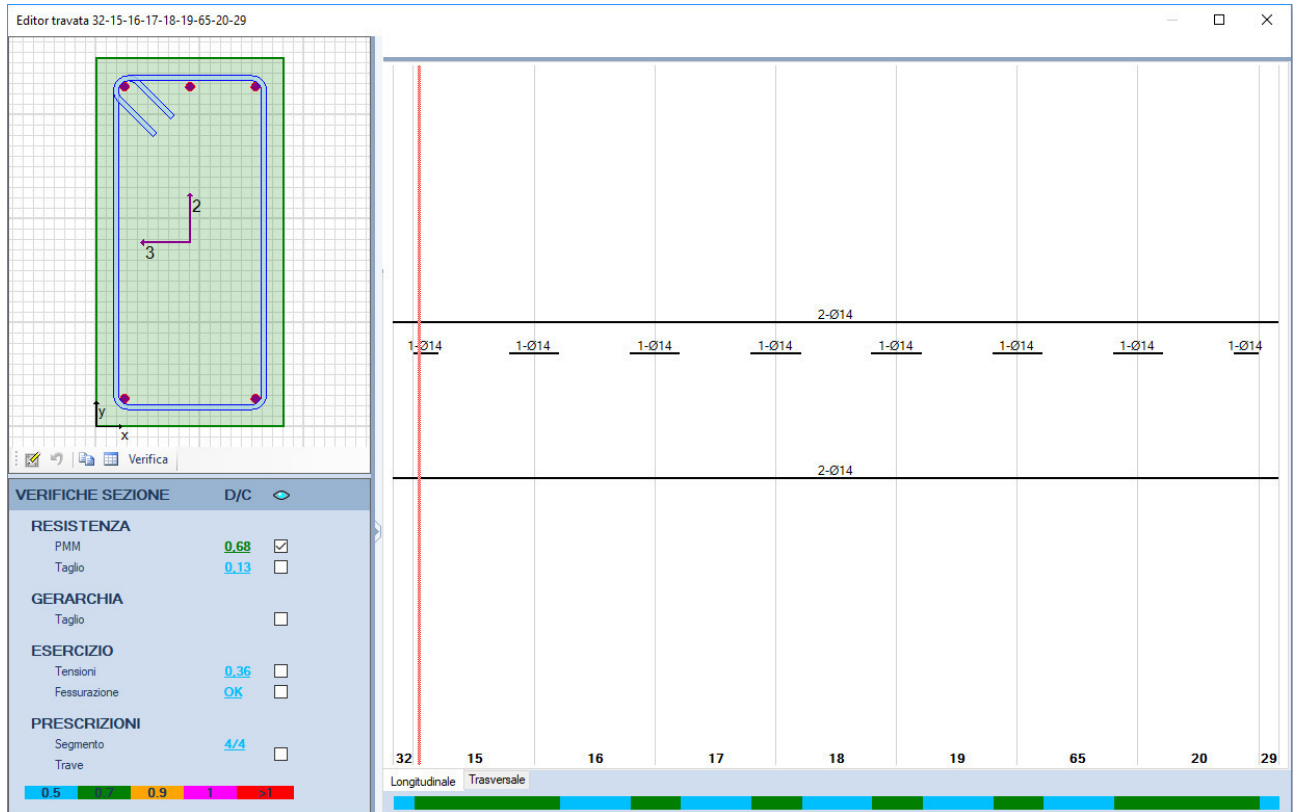 Editor travata 32-15-16-17-18-19-65-20-29
2
3
y
x
Verifica
VERIFICHE SEZIONE D/C
RESISTENZA
PMM 0,68
Taglio 0,13
GERARCHIA
Taglio
ESERCIZIO
Tensioni 0,36
Fessurazione OK
PRESCRIZIONI
Segmento 4/4
Trave
0.5 0.7 0.9 1 >1
2-Ø14
1-Ø14 1-Ø14 1-Ø14 1-Ø14 1-Ø14 1-Ø14 1-Ø14 1-Ø14
2-Ø14
32 15 16 17 18 19 65 20 29
Longitudinale Trasversale